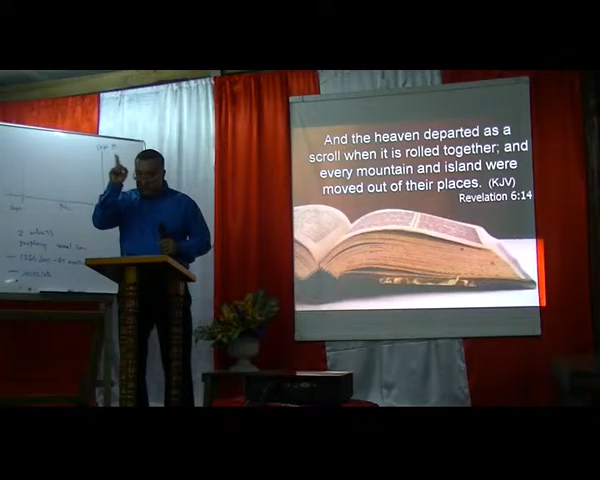 And the heaven departed as a
scroll when it is rolled together; and
every mountain and island were
moved out of their places. (KJV)
Revelation 6:14